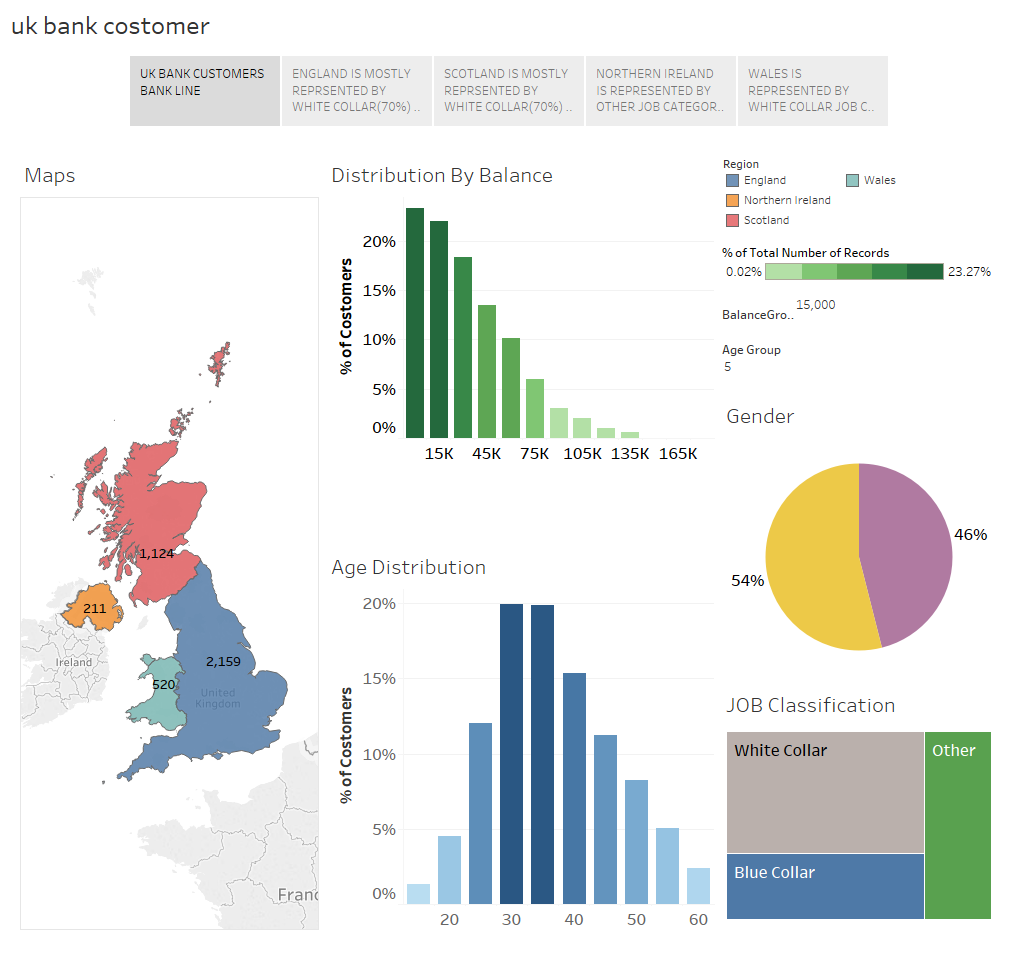 uk bank costomer
UK BANK CUSTOMERS
BANK LINE
ENGLAND IS MOSTLY
REPRSENTED BY
WHITE COLLAR(70%) ..
SCOTLAND IS MOSTLY
REPRSENTED BY
WHITE COLLAR(70%) ..
NORTHERN IRELAND
IS REPRESENTED BY
OTHER JOB CATEGOR..
WALES IS
REPRESENTED BY
WHITE COLLAR JOB C..
Maps
1,124
211
2,159
520
Ireland
United
Kingdom
Franc
Distribution By Balance
% of Costomers
20%
15%
10%
5%
0%
15K
45K
75K
105K
135K
165K
Age Distribution
% of Costomers
20%
15%
10%
5%
0%
20
30
40
50
60
Region
England
Wales
Northern Ireland
Scotland
% of Total Number of Records
0.02%
23.27%
BalanceGro..
15,000
Age Group
5
Gender
46%
54%
JOB Classification
White Collar
Other
Blue Collar